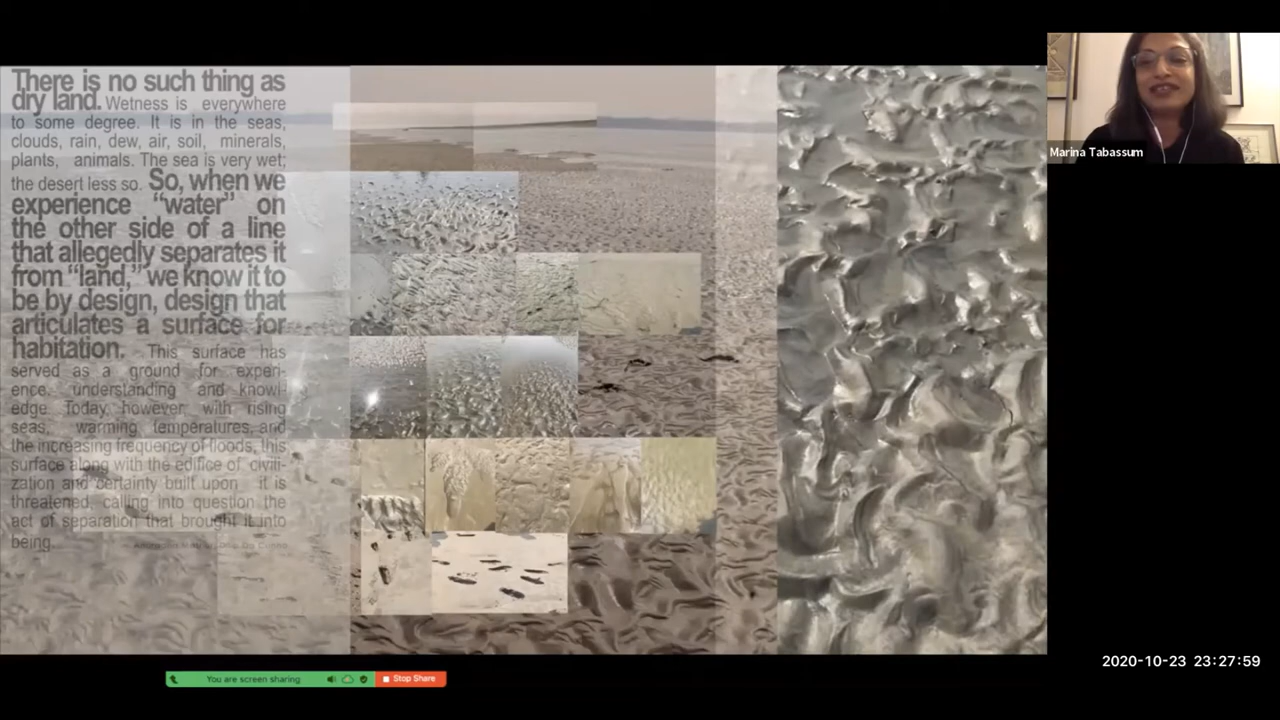 There is no such thing as
dry land. Wetness is everywhere
to some degree. It is in the seas,
clouds, rain, dew, air, soil, minerals,
plants, animals. The sea is very wet;
the desert less so. So, when we
experience “water” on
the other side of a line
that allegedly separates it
from “land,” we know it to
be by design, design that
articulates a surface for
habitation. This surface has
served as a ground for experi-
ence, understanding and knowl-
edge. Today, however, with rising
seas, warming temperatures, and
the increasing frequency of floods, this
surface along with the edifice of civili-
zation and certainty built upon it is
threatened, calling into question the
act of separation that brought it into
being.
Marina Tabassum
You are screen sharing
Stop Share
2020-10-23 23:27:59